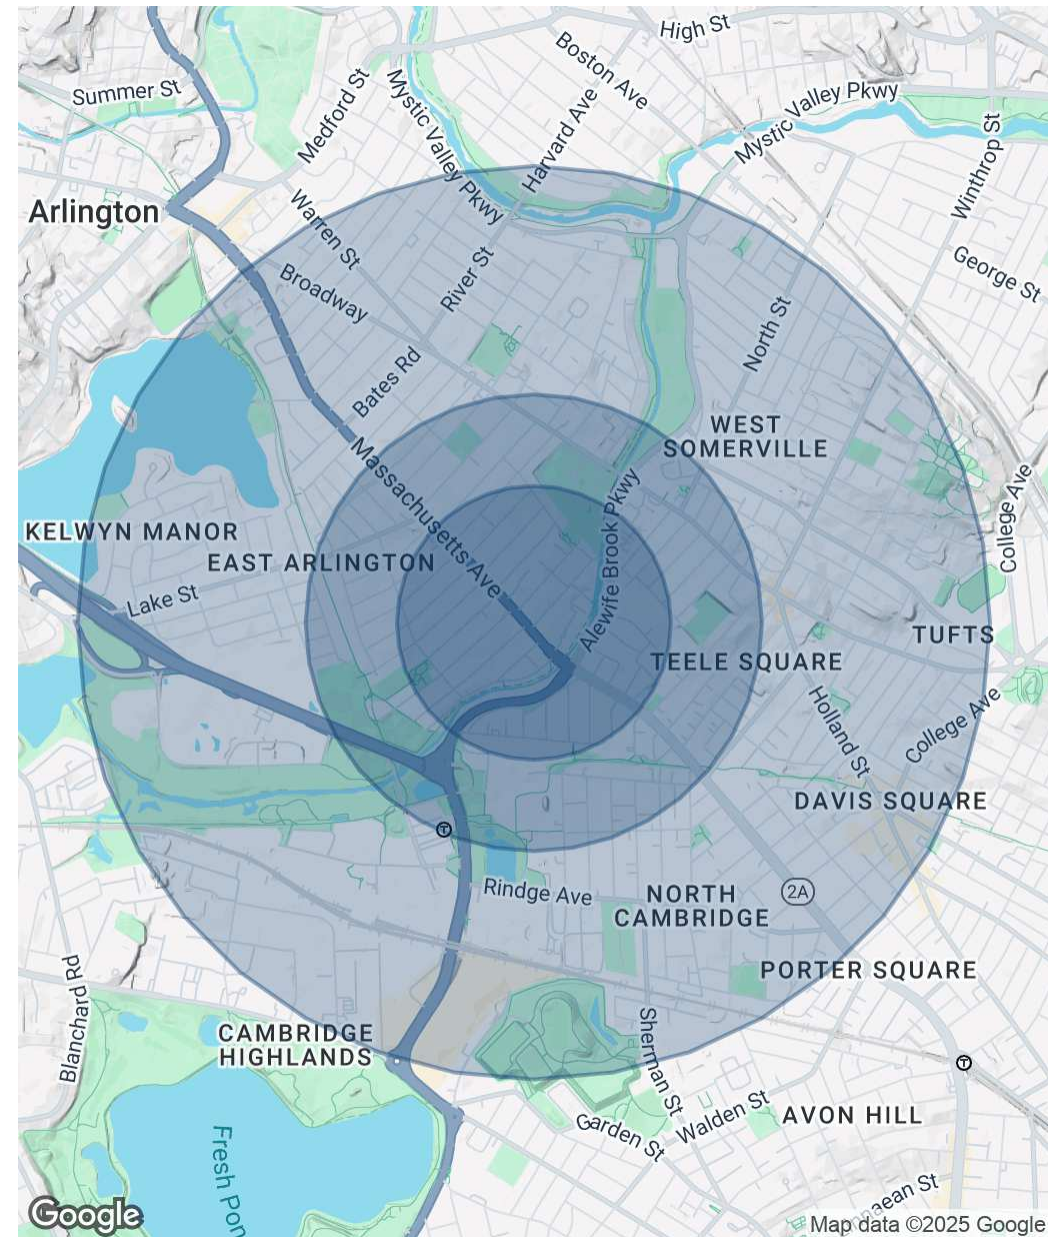 High St
Boston Ave
Summer St
Medford St
Mystic Valley Pkwy
Harvard Ave
Mystic Valley Pkwy
Winthrop St
Arlington
Warren St
River St
George St
Broadway
North St
Bates Rd
WEST
SOMERVILLE
Massachusetts Ave
College Ave
KELWYN MANOR
EAST ARLINGTON
Alewife Brook Pkwy
Lake St
TUFTS
TEELE SQUARE
Holland St
College Ave
DAVIS SQUARE
T
Rindge Ave
NORTH
CAMBRIDGE
2A
PORTER SQUARE
Blanchard Rd
CAMBRIDGE
HIGHLANDS
Sherman St
T
Garden St
Walden St
AVON HILL
Fresh Pon
naean St
Google
Map data ©2025 Google